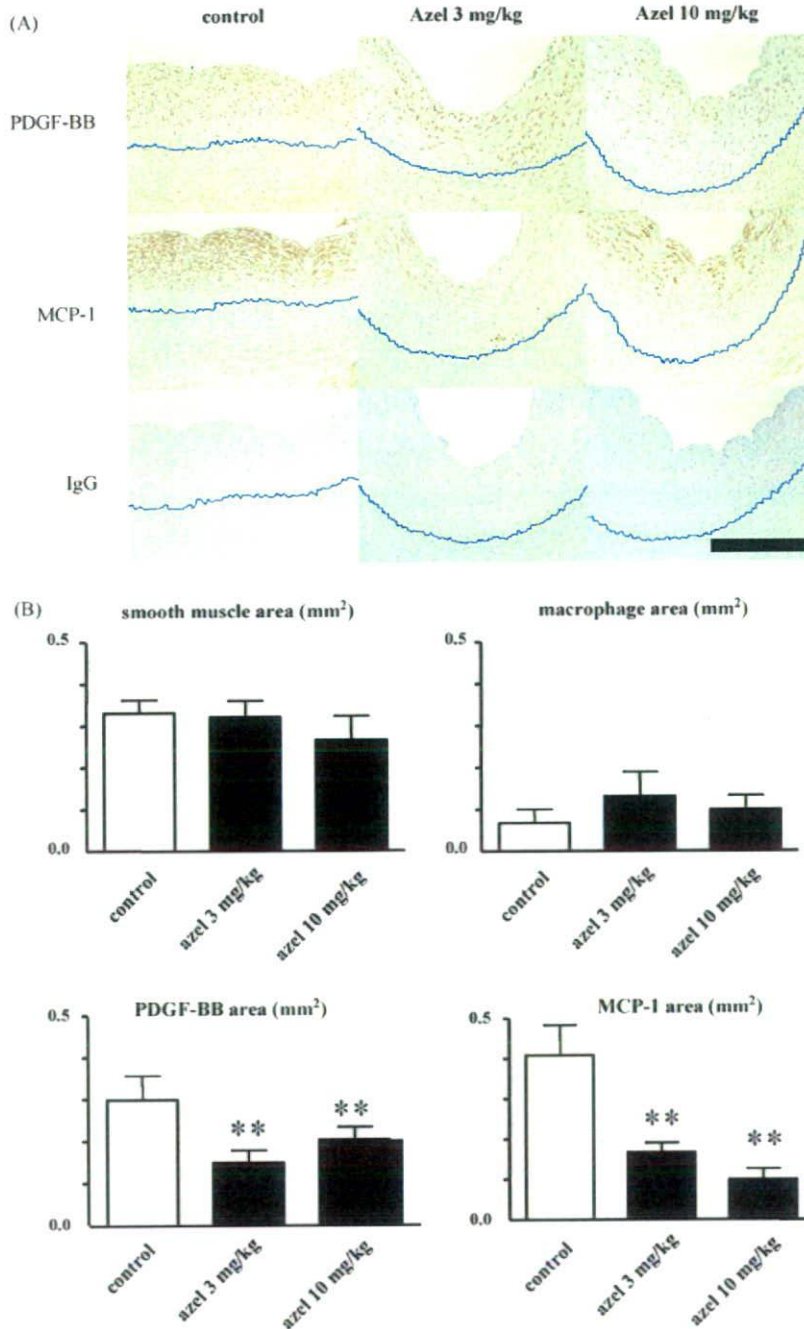 (A)
control Azel 3 mg/kg Azel 10 mg/kg
PDGF-BB
MCP-1
IgG
(B)
smooth muscle area (mm²)
0.5
0.0
control
azel 3 mg/kg
azel 10 mg/kg
macrophage area (mm²)
0.5
0.0
control
azel 3 mg/kg
azel 10 mg/kg
PDGF-BB area (mm²)
0.5
**
**
0.0
control
azel 3 mg/kg
azel 10 mg/kg
MCP-1 area (mm²)
0.5
**
**
0.0
control
azel 3 mg/kg
azel 10 mg/kg